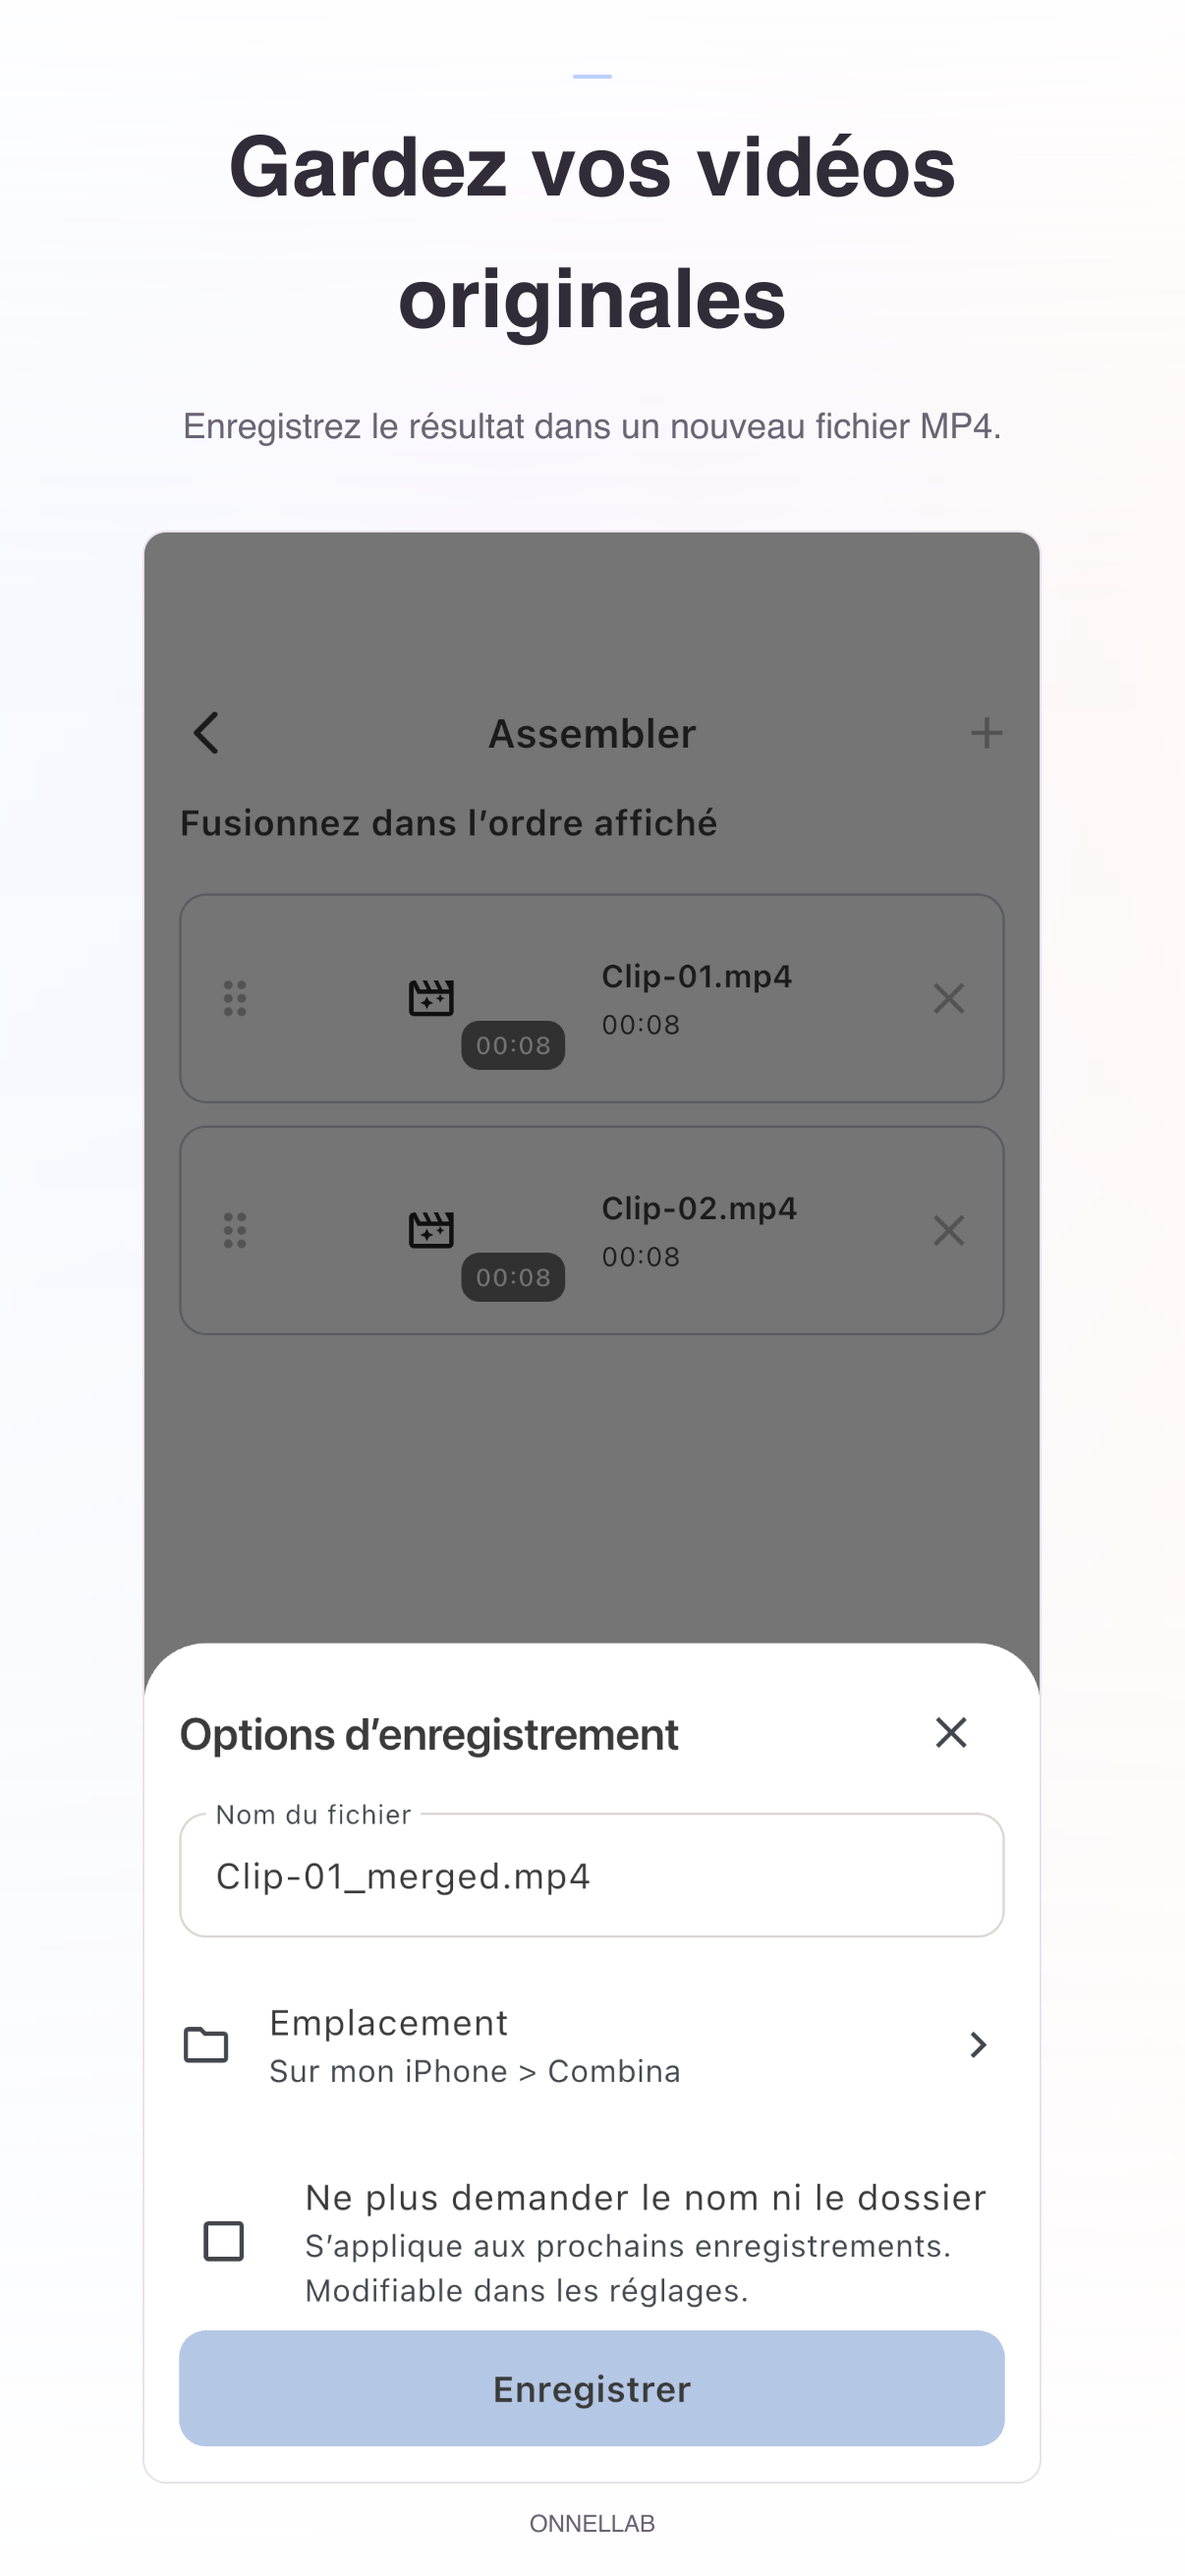 Gardez vos vidéos
originales
Enregistrez le résultat dans un nouveau fichier MP4.
Assembler
Fusionnez dans l’ordre affiché
Clip-01.mp4
00:08
00:08
Clip-02.mp4
00:08
00:08
Options d’enregistrement
Nom du fichier
Clip-01_merged.mp4
Emplacement
Sur mon iPhone > Combina
Ne plus demander le nom ni le dossier
S’applique aux prochains enregistrements.
Modifiable dans les réglages.
Enregistrer
ONNELLAB